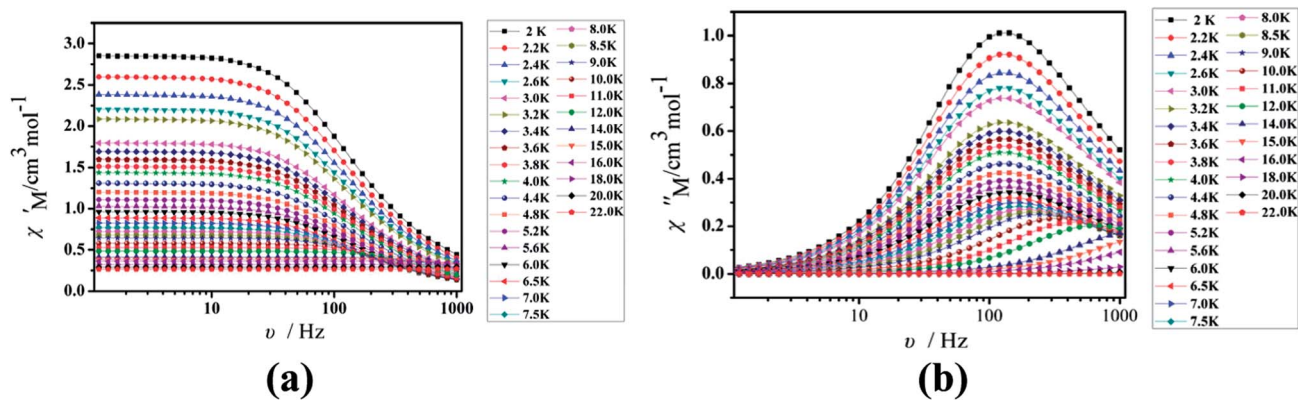 (a)
3.0
2.5
2.0
1.5
1.0
0.5
0.0
χ'M/cm³mol⁻¹
10
100
1000
υ / Hz
2 K
2.2K
2.4K
2.6K
3.0K
3.2K
3.4K
3.6K
3.8K
4.0K
4.4K
4.8K
5.2K
5.6K
6.0K
6.5K
7.0K
7.5K
8.0K
8.5K
9.0K
10.0K
11.0K
12.0K
14.0K
15.0K
16.0K
18.0K
20.0K
22.0K
(b)
1.0
0.8
0.6
0.4
0.2
0.0
χ''M/cm³mol⁻¹
10
100
1000
υ / Hz
2 K
2.2K
2.4K
2.6K
3.0K
3.2K
3.4K
3.6K
3.8K
4.0K
4.4K
4.8K
5.2K
5.6K
6.0K
6.5K
7.0K
7.5K
8.0K
8.5K
9.0K
10.0K
11.0K
12.0K
14.0K
15.0K
16.0K
18.0K
20.0K
22.0K
(a)
(b)